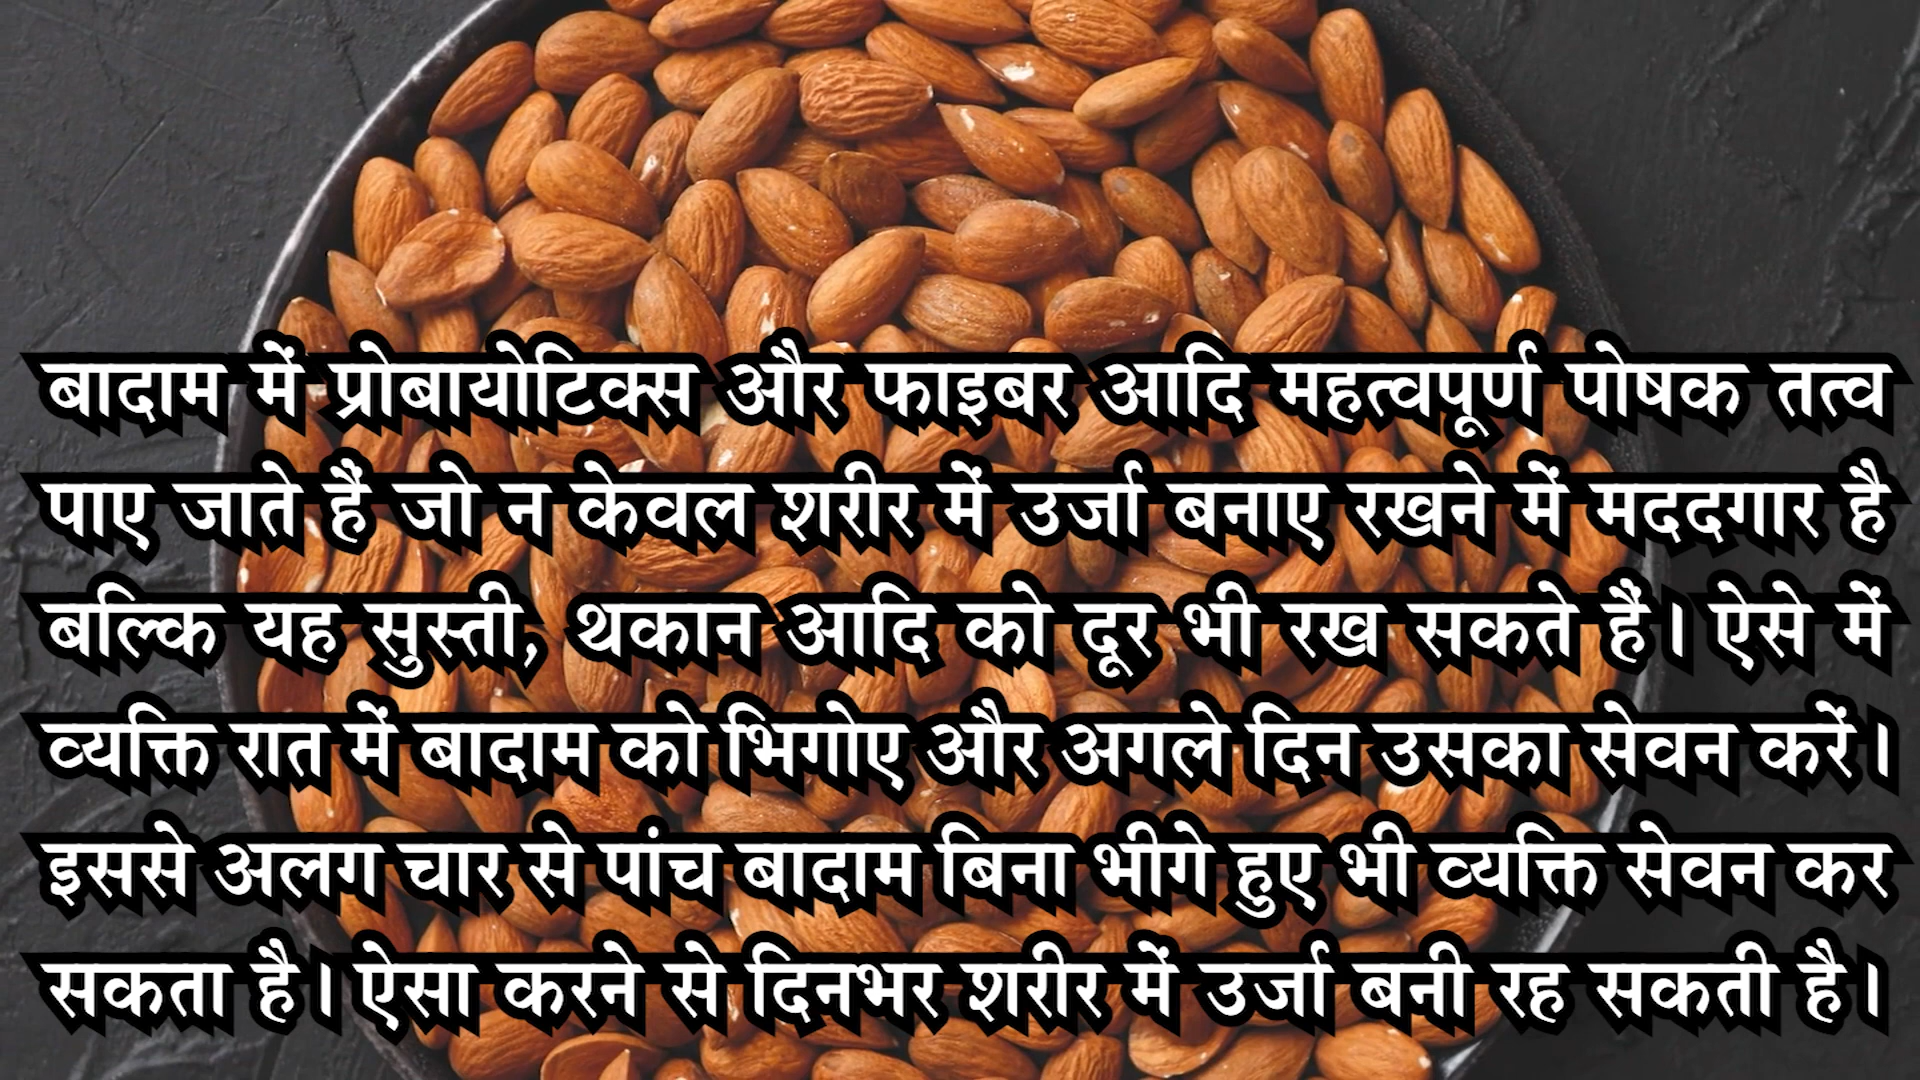 बादाम में प्रोबायोटिक्स और फाइबर आदि महत्वपूर्ण पोषक तत्व
पाए जाते हैं जो न केवल शरीर में उर्जा बनाए रखने में मददगार है
बल्कि यह सुस्ती, थकान आदि को दूर भी रख सकते हैं। ऐसे में
व्यक्ति रात में बादाम को भिगोए और अगले दिन उसका सेवन करें।
इससे अलग चार से पांच बादाम बिना भीगे हुए भी व्यक्ति सेवन कर
सकता है। ऐसा करने से दिनभर शरीर में उर्जा बनी रह सकती है।